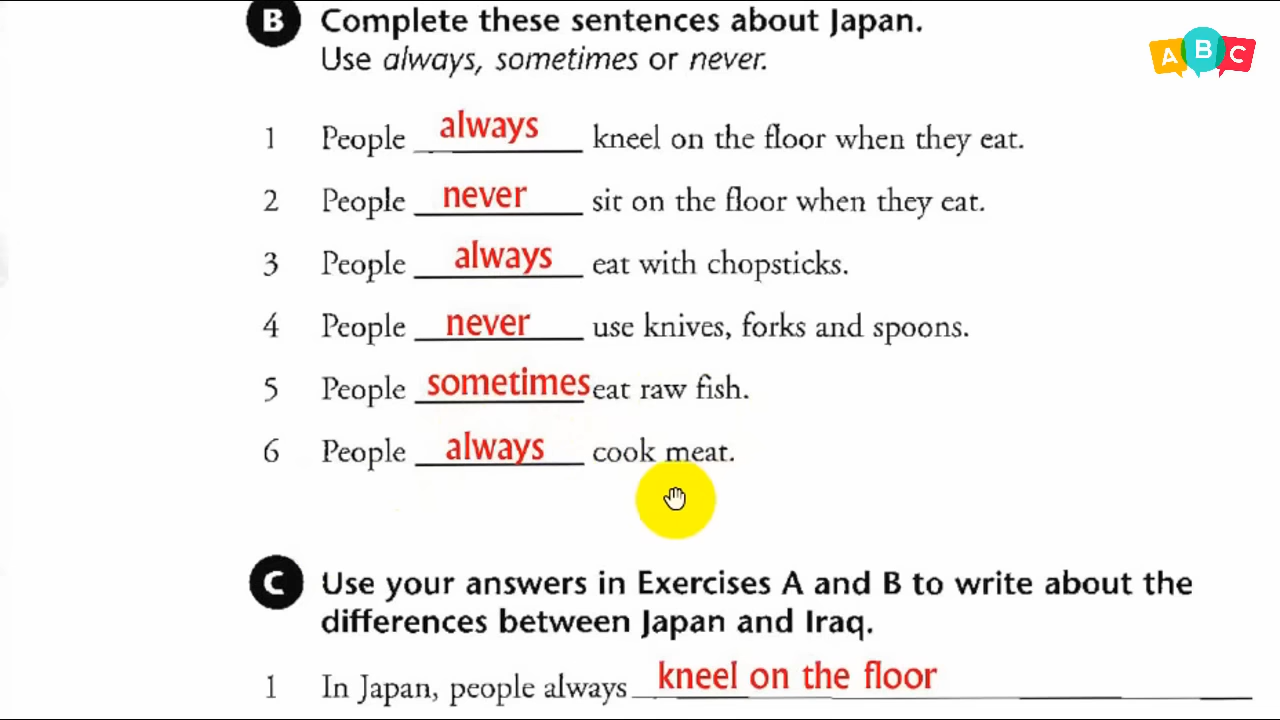 B Complete these sentences about Japan.
Use always, sometimes or never.
A B C
1 People always kneel on the floor when they eat.
2 People never sit on the floor when they eat.
3 People always eat with chopsticks.
4 People never use knives, forks and spoons.
5 People sometimes eat raw fish.
6 People always cook meat.
C Use your answers in Exercises A and B to write about the
differences between Japan and Iraq.
1 In Japan, people always kneel on the floor